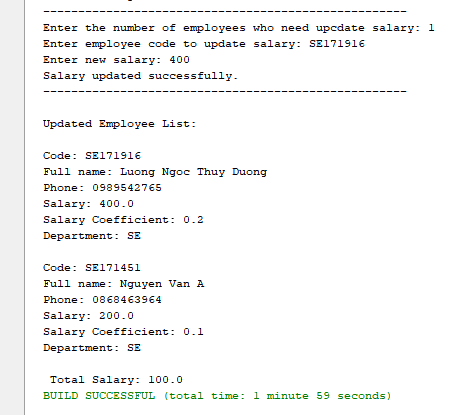 ----------------------------------------------------
Enter the number of employees who need upcdate salary: 1
Enter employee code to update salary: SE171916
Enter new salary: 400
Salary updated successfully.
----------------------------------------------------
Updated Employee List:
Code: SE171916
Full name: Luong Ngoc Thuy Duong
Phone: 0989542765
Salary: 400.0
Salary Coefficient: 0.2
Department: SE
Code: SE171451
Full name: Nguyen Van A
Phone: 0868463964
Salary: 200.0
Salary Coefficient: 0.1
Department: SE
Total Salary: 100.0
BUILD SUCCESSFUL (total time: 1 minute 59 seconds)